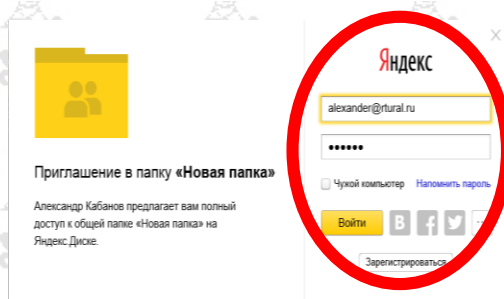 Яндекс
alexander@rtural.ru
••••••
Чужой компьютер Напомнить пароль
Войти B f ...
Зарегистрироваться
Приглашение в папку «Новая папка»
Александр Кабанов предлагает вам полный
доступ к общей папке «Новая папка» на
Яндекс.Диске.